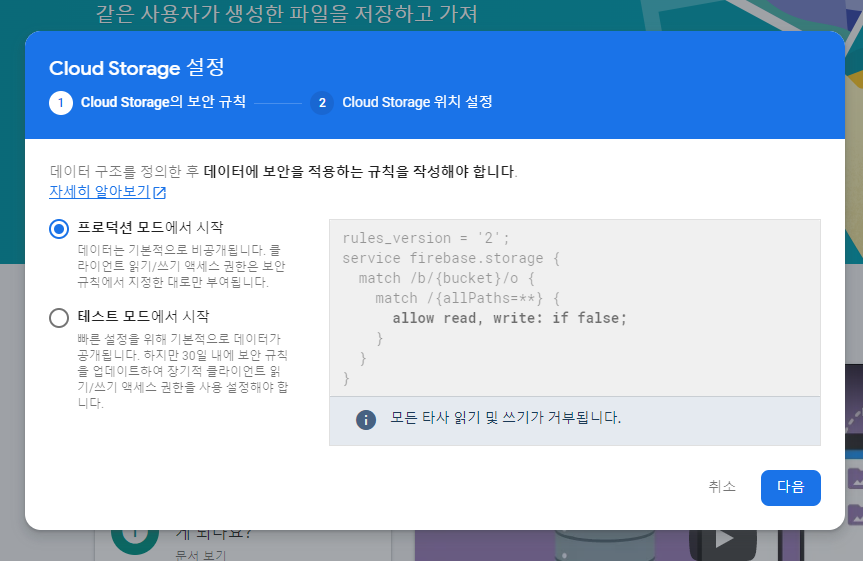 같은 사용자가 생성한 파일을 저장하고 가져
Cloud Storage 설정
1 Cloud Storage의 보안 규칙 2 Cloud Storage 위치 설정
데이터 구조를 정의한 후 데이터에 보안을 적용하는 규칙을 작성해야 합니다.
자세히 알아보기
프로덕션 모드에서 시작
데이터는 기본적으로 비공개됩니다. 클
라이언트 읽기/쓰기 액세스 권한은 보안
규칙에서 지정한 대로만 부여됩니다.
테스트 모드에서 시작
빠른 설정을 위해 기본적으로 데이터가
공개됩니다. 하지만 30일 내에 보안 규칙
을 업데이트하여 장기적 클라이언트 읽
기/쓰기 액세스 권한을 사용 설정해야 합
니다.
rules_version = '2';
service firebase.storage {
  match /b/{bucket}/o {
    match /{allPaths=**} {
      allow read, write: if false;
    }
  }
}
모든 타사 읽기 및 쓰기가 거부됩니다.
취소 다음
게 되나요?
문서 보기